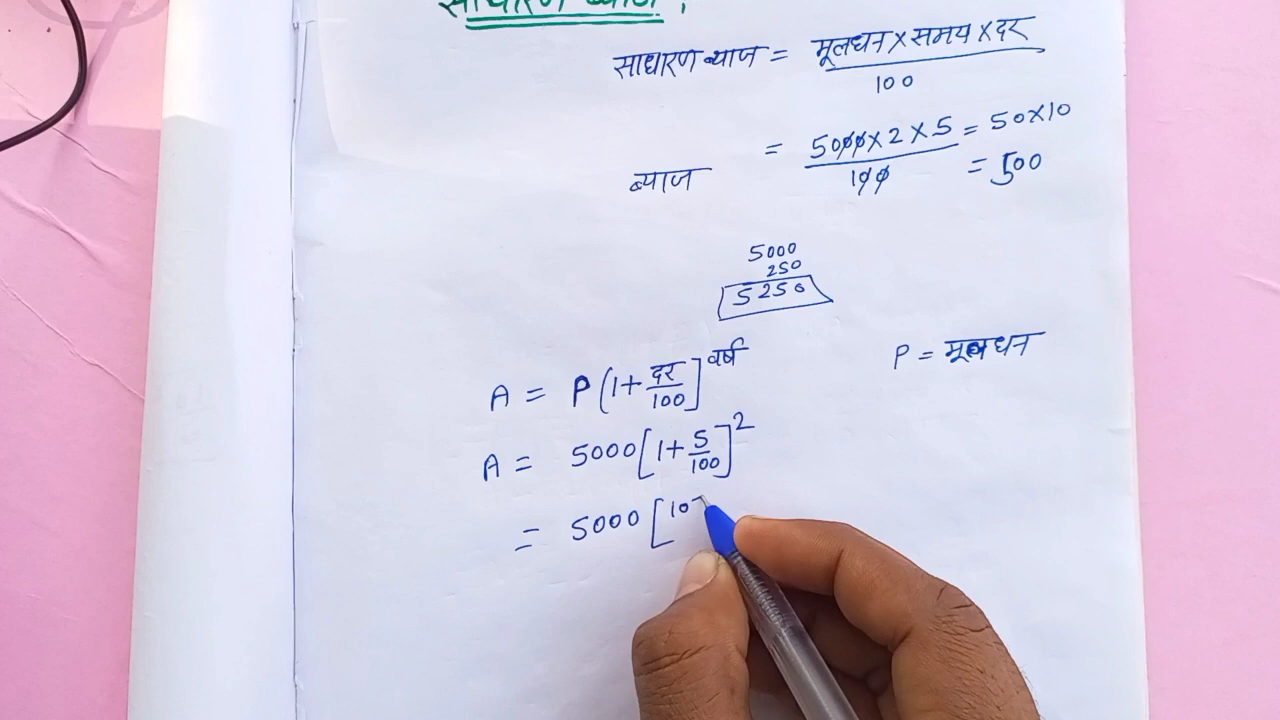 साधारण ब्याज :
साधारण ब्याज = मूलधन × समय × दर
100
= 5000 × 2 × 5 = 50 × 10
100
ब्याज = 500
5000
250
5250
P = मूलधन
A = P (1 + दर/100]वर्ष
A = 5000 [1 + 5/100]2
= 5000 [10